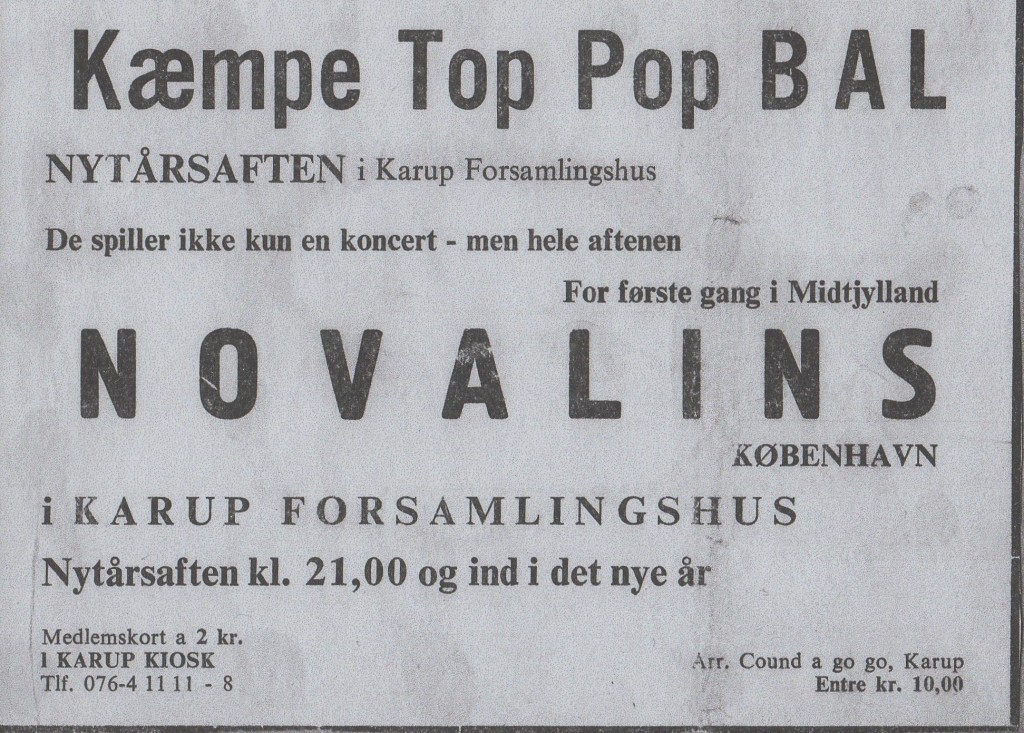 Kæmpe Top Pop BAL
NYTÅRSAFTEN i Karup Forsamlingshus
De spiller ikke kun en koncert - men hele aftenen
For første gang i Midtjylland
NOVALINS
KØBENHAVN
i KARUP FORSAMLINGSHUS
Nytårsaften kl. 21,00 og ind i det nye år
Medlemskort a 2 kr.
I KARUP KIOSK
Tlf. 076-4 11 11 - 8
Arr. Cound a go go, Karup
Entre kr. 10,00